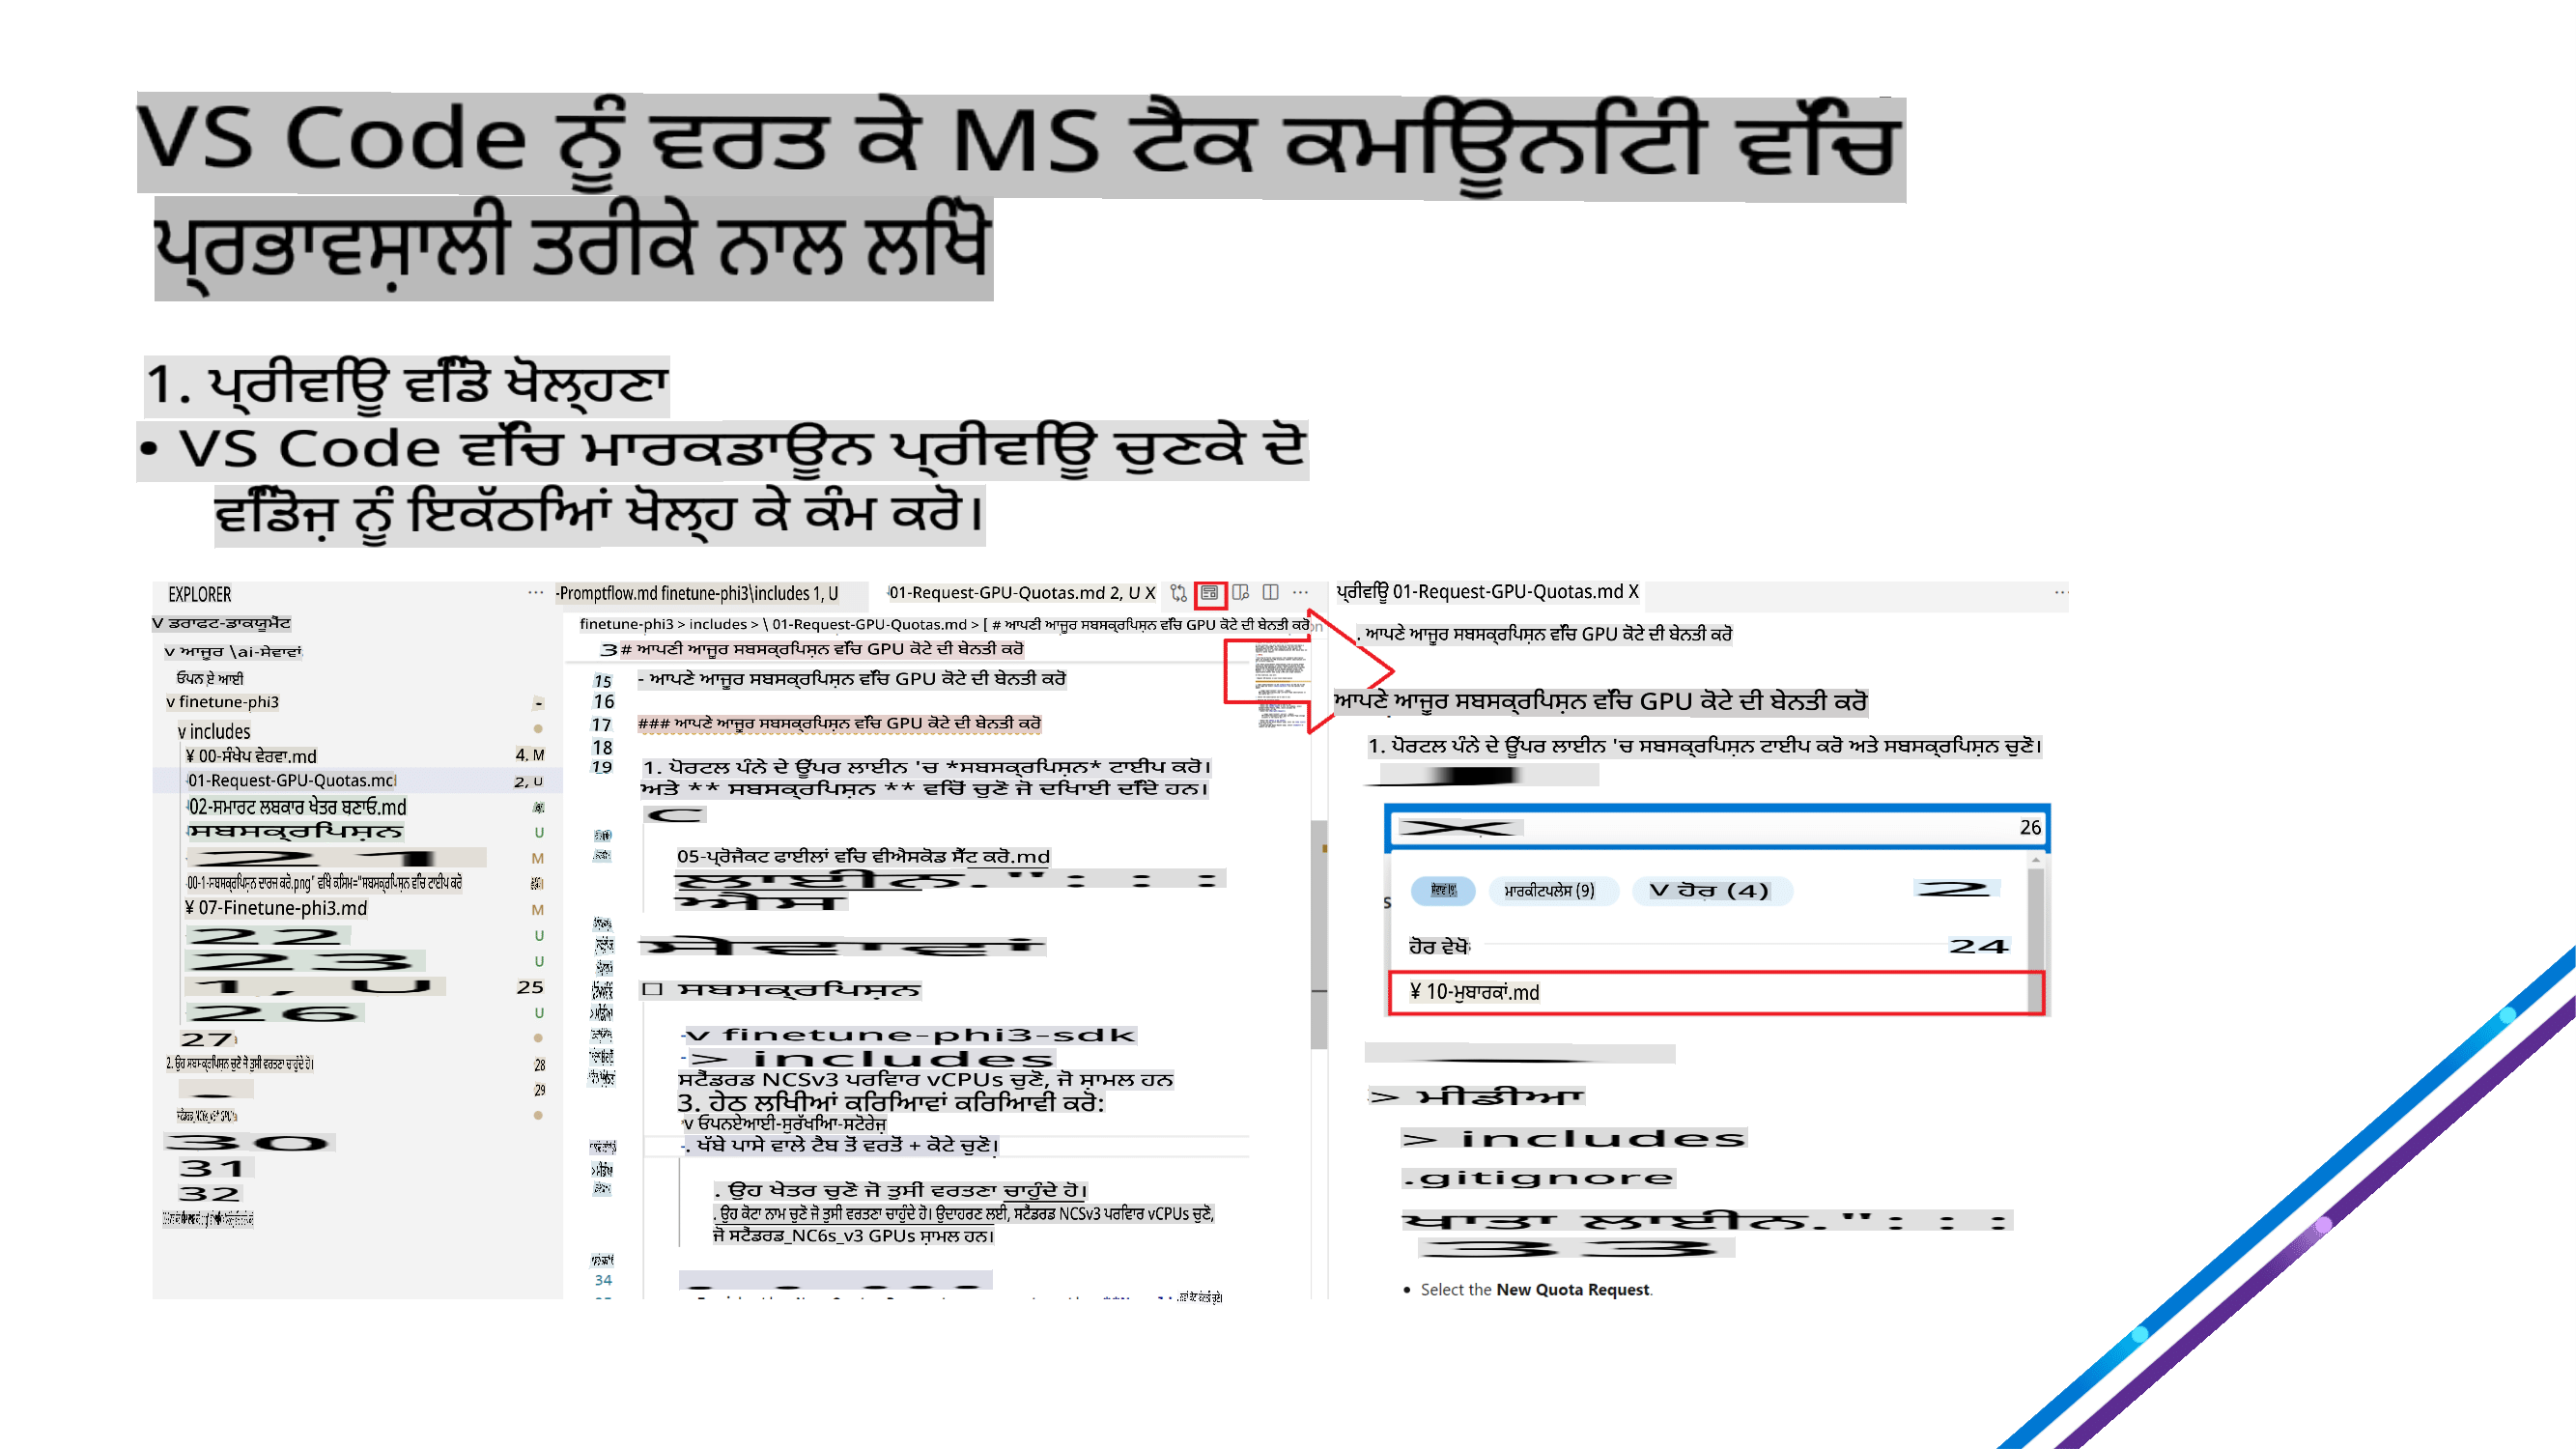 VS Code ਨੂੰ ਵਰਤ ਕੇ MS ਟੈਕ ਕਮਿਊਨਿਟੀ ਵਿੱਚ
ਪ੍ਰਭਾਵਸ਼ਾਲੀ ਤਰੀਕੇ ਨਾਲ ਲਿਖੋ
1. ਪ੍ਰੀਵਿਊ ਵਿੰਡੋ ਖੋਲ੍ਹਣਾ
• VS Code ਵਿੱਚ ਮਾਰਕਡਾਊਨ ਪ੍ਰੀਵਿਊ ਚੁਣਕੇ ਦੋ
ਵਿੰਡੋਜ਼ ਨੂੰ ਇਕੱਠਿਆਂ ਖੋਲ੍ਹ ਕੇ ਕੰਮ ਕਰੋ।
EXPLORER
V ਡਰਾਫਟ-ਡਾਕਯੂਮੈਂਟ
v ਆਜ਼ੂਰ \ai-ਸੇਵਾਵਾਂ
ਓਪਨ ਏ ਆਈ
v finetune-phi3
v includes
¥ 00-ਸੰਖੇਪ ਵੇਰਵਾ.md 4, M
01-Request-GPU-Quotas.md 2, U
02-ਸਮਾਰਟ ਲਬਕਾਰ ਖੇਤਰ ਬਣਾਓ.md
ਸਬਸਕ੍ਰਿਪਸ਼ਨ U
21 M
00-1-ਸਬਸਕ੍ਰਿਪਸ਼ਨ ਦਾਰਜ ਕਰੋ.png" ਵਿੱਖੇ ਕਿਸਮ="ਸਬਸਕ੍ਰਿਪਸ਼ਨ ਵਿੱਚ ਟਾਈਪ ਕਰੋ
¥ 07-Finetune-phi3.md M
22 U
23 U
1, U 25
26 U
27
2. ਉਹ ਸਬਸਕ੍ਰਿਪਸ਼ਨ ਚੁਣੋ ਜੋ ਤੁਸੀਂ ਵਰਤਣਾ ਚਾਹੁੰਦੇ ਹੋ। 28
29
30
31
32
-Promptflow.md finetune-phi3\includes 1, U
01-Request-GPU-Quotas.md 2, U X
finetune-phi3 > includes > \ 01-Request-GPU-Quotas.md > [ # ਆਪਣੀ ਆਜ਼ੂਰ ਸਬਸਕ੍ਰਿਪਸ਼ਨ ਵਿੱਚ GPU ਕੋਟੇ ਦੀ ਬੇਨਤੀ ਕਰੋ
3 # ਆਪਣੀ ਆਜ਼ੂਰ ਸਬਸਕ੍ਰਿਪਸ਼ਨ ਵਿੱਚ GPU ਕੋਟੇ ਦੀ ਬੇਨਤੀ ਕਰੋ
15 - ਆਪਣੇ ਆਜ਼ੂਰ ਸਬਸਕ੍ਰਿਪਸ਼ਨ ਵਿੱਚ GPU ਕੋਟੇ ਦੀ ਬੇਨਤੀ ਕਰੋ
16
17 ### ਆਪਣੇ ਆਜ਼ੂਰ ਸਬਸਕ੍ਰਿਪਸ਼ਨ ਵਿੱਚ GPU ਕੋਟੇ ਦੀ ਬੇਨਤੀ ਕਰੋ
18
19 1. ਪੋਰਟਲ ਪੰਨੇ ਦੇ ਉੱਪਰ ਲਾਈਨ 'ਚ *ਸਬਸਕ੍ਰਿਪਸ਼ਨ* ਟਾਈਪ ਕਰੋ।
ਅਤੇ ** ਸਬਸਕ੍ਰਿਪਸ਼ਨ ** ਵਿਚੋਂ ਚੁਣੋ ਜੋ ਦਿਖਾਈ ਦਿੰਦੇ ਹਨ।
C
05-ਪ੍ਰੋਜੈਕਟ ਫਾਈਲਾਂ ਵਿੱਚ ਵੀਐਸਕੋਡ ਸੈੱਟ ਕਰੋ.md
ਲਾਈਨ.": : :
ਐਸ
ਸੇਵਾਵਾਂ
□ ਸਬਸਕ੍ਰਿਪਸ਼ਨ
-v finetune-phi3-sdk
-> includes
ਸਟੈਂਡਰਡ NCSv3 ਪਰਿਵਾਰ vCPUs ਚੁਣੋ, ਜੋ ਸ਼ਾਮਲ ਹਨ
3. ਹੇਠ ਲਿਖੀਆਂ ਕਿਰਿਆਵਾਂ ਕਿਰਿਆਵੀ ਕਰੋ:
v ਓਪਨਏਆਈ-ਸੁਰੱਖਿਆ-ਸਟੋਰੇਜ਼
-. ਖੱਬੇ ਪਾਸੇ ਵਾਲੇ ਟੈਬ ਤੋਂ ਵਰਤੋਂ + ਕੋਟੇ ਚੁਣੋ।
. ਉਹ ਖੇਤਰ ਚੁਣੋ ਜੋ ਤੁਸੀਂ ਵਰਤਣਾ ਚਾਹੁੰਦੇ ਹੋ।
. ਉਹ ਕੋਟਾ ਨਾਮ ਚੁਣੋ ਜੋ ਤੁਸੀਂ ਵਰਤਣਾ ਚਾਹੁੰਦੇ ਹੋ। ਉਦਾਹਰਣ ਲਈ, ਸਟੈਂਡਰਡ NCSv3 ਪਰਿਵਾਰ vCPUs ਚੁਣੋ,
ਜੋ ਸਟੈਂਡਰਡ_NC6s_v3 GPUs ਸ਼ਾਮਲ ਹਨ।
34
ਪ੍ਰੀਵਿਊ 01-Request-GPU-Quotas.md X
. ਆਪਣੇ ਆਜ਼ੂਰ ਸਬਸਕ੍ਰਿਪਸ਼ਨ ਵਿੱਚ GPU ਕੋਟੇ ਦੀ ਬੇਨਤੀ ਕਰੋ
ਆਪਣੇ ਆਜ਼ੂਰ ਸਬਸਕ੍ਰਿਪਸ਼ਨ ਵਿੱਚ GPU ਕੋਟੇ ਦੀ ਬੇਨਤੀ ਕਰੋ
1. ਪੋਰਟਲ ਪੰਨੇ ਦੇ ਉੱਪਰ ਲਾਈਨ 'ਚ ਸਬਸਕ੍ਰਿਪਸ਼ਨ ਟਾਈਪ ਕਰੋ ਅਤੇ ਸਬਸਕ੍ਰਿਪਸ਼ਨ ਚੁਣੋ।
26
ਮਾਰਕੀਟਪਲੇਸ (9) V ਹੋਰ (4) 2
ਹੋਰ ਵੇਖੋ 24
¥ 10-ਮੁਬਾਰਕਾਂ.md
> ਮੀਡੀਆ
> includes
.gitignore
ਖਾਤਾ ਲਾਈਨ.": : :
33
• Select the New Quota Request.